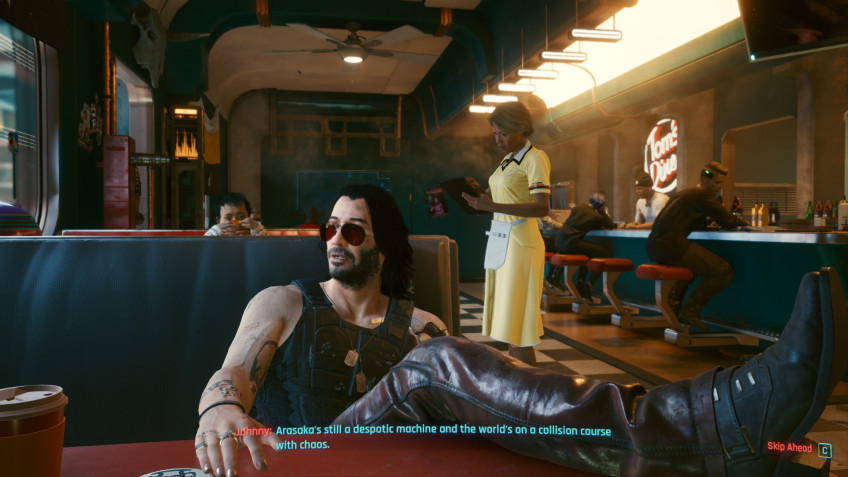 Tom's
Diner
Johnny: Arasaka's still a despotic machine and the world's on a collision course
with chaos.
Skip Ahead C